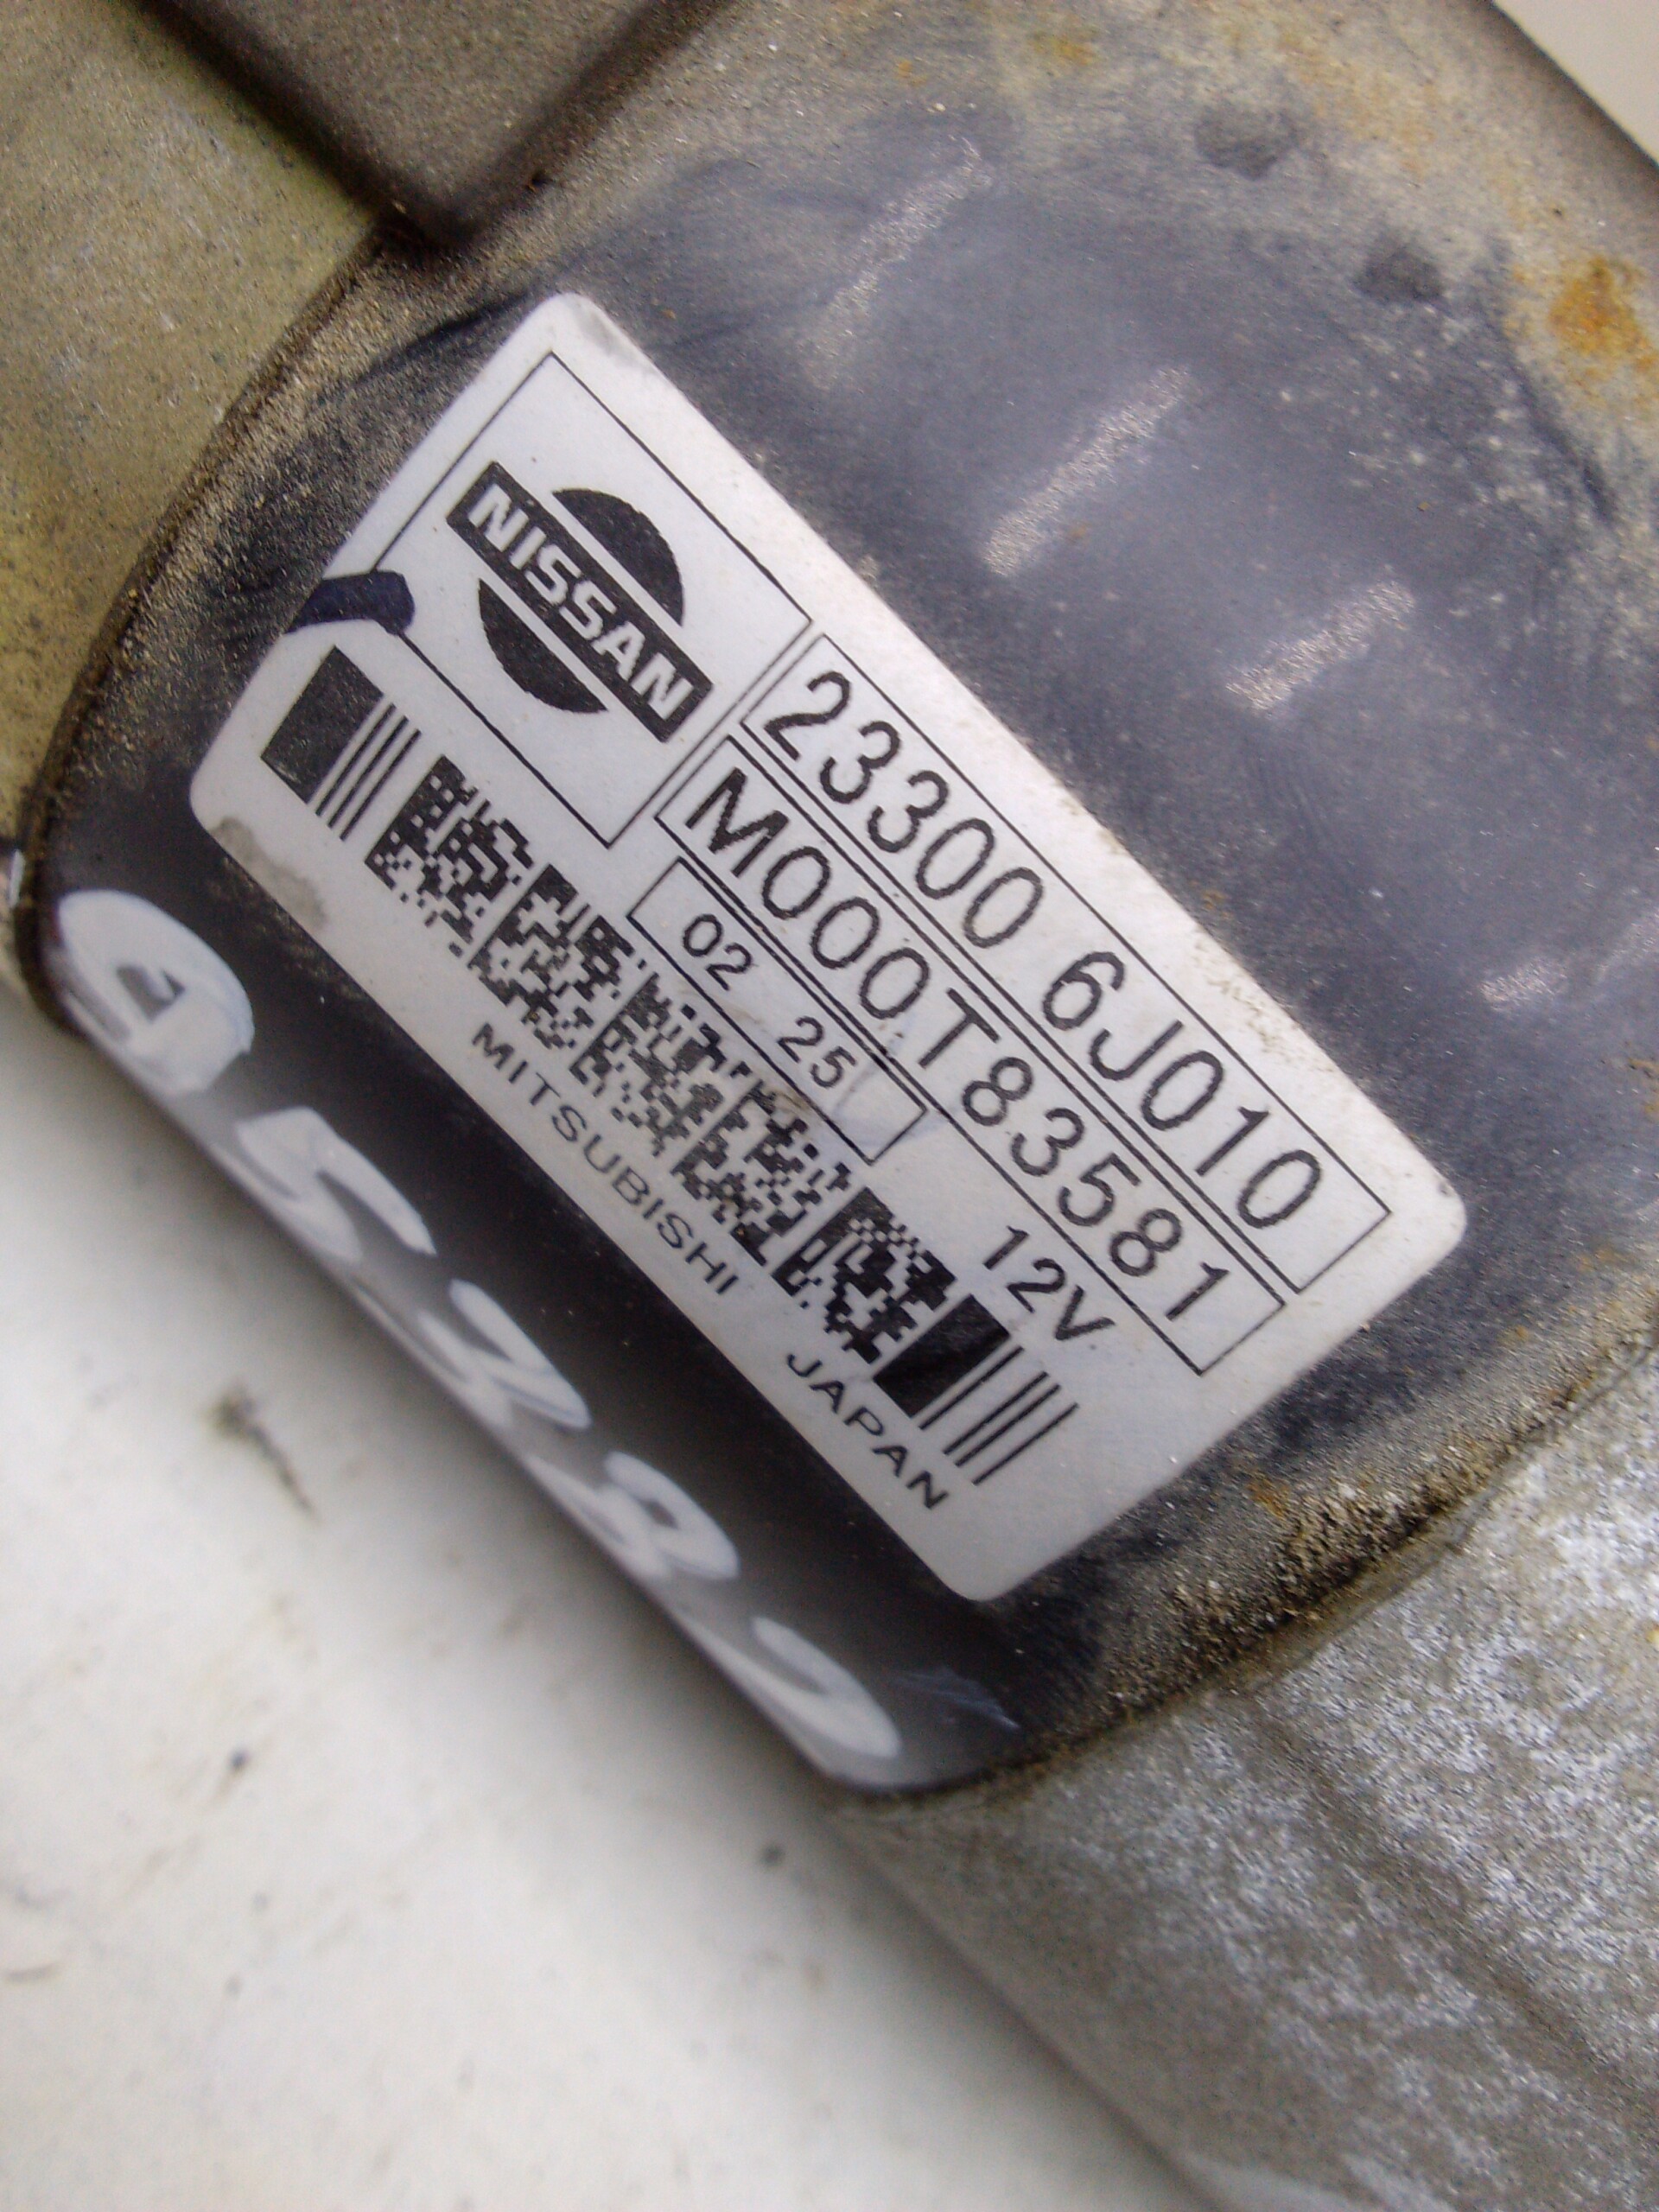 NISSAN
23300 6J010
M000T83581
02 25
12V
MITSUBISHI JAPAN